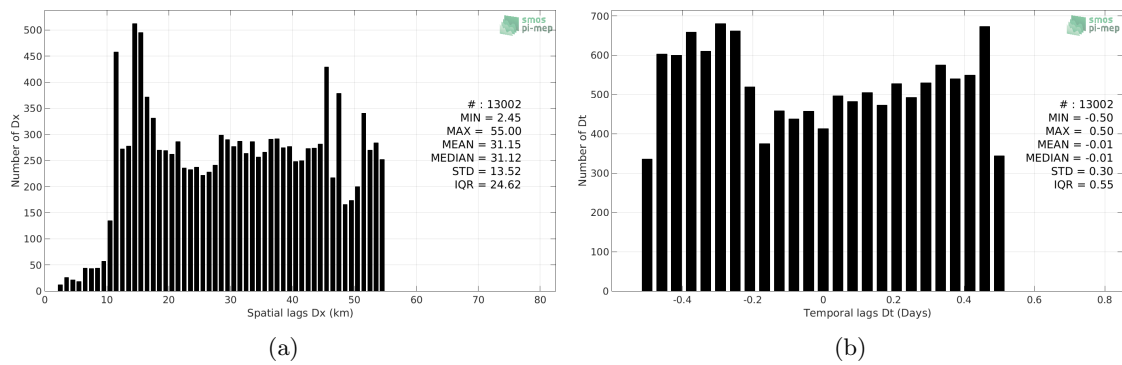 smos
pi-mep
500
450
400
350
300
250
200
150
100
50
0
Number of Dx
# : 13002
MIN = 2.45
MAX = 55.00
MEAN = 31.15
MEDIAN = 31.12
STD = 13.52
IQR = 24.62
0 10 20 30 40 50 60 70 80
Spatial lags Dx (km)
(a)
smos
pi-mep
700
600
500
400
300
200
100
0
Number of Dt
# : 13002
MIN = -0.50
MAX = 0.50
MEAN = -0.01
MEDIAN = -0.01
STD = 0.30
IQR = 0.55
-0.4 -0.2 0 0.2 0.4 0.6 0.8
Temporal lags Dt (Days)
(b)